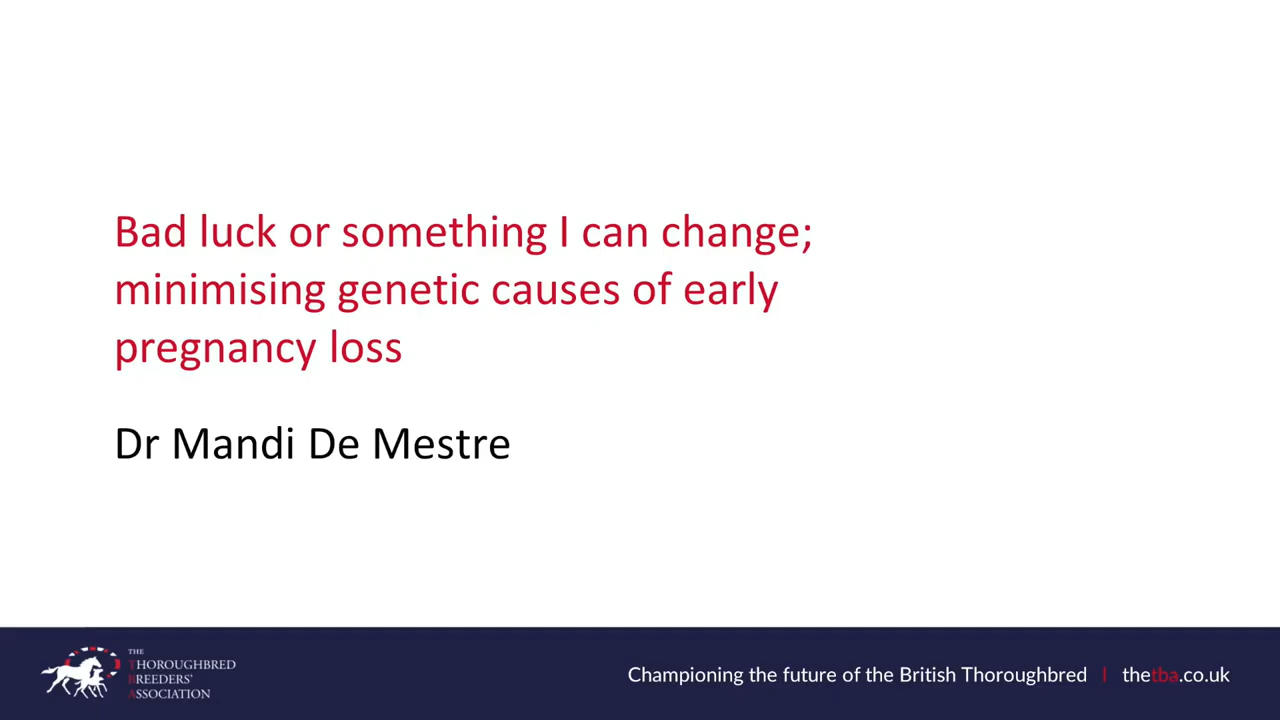 Bad luck or something I can change;
minimising genetic causes of early
pregnancy loss
Dr Mandi De Mestre
THE
THOROUGHBRED
BREEDERS'
ASSOCIATION
Championing the future of the British Thoroughbred | thetba.co.uk